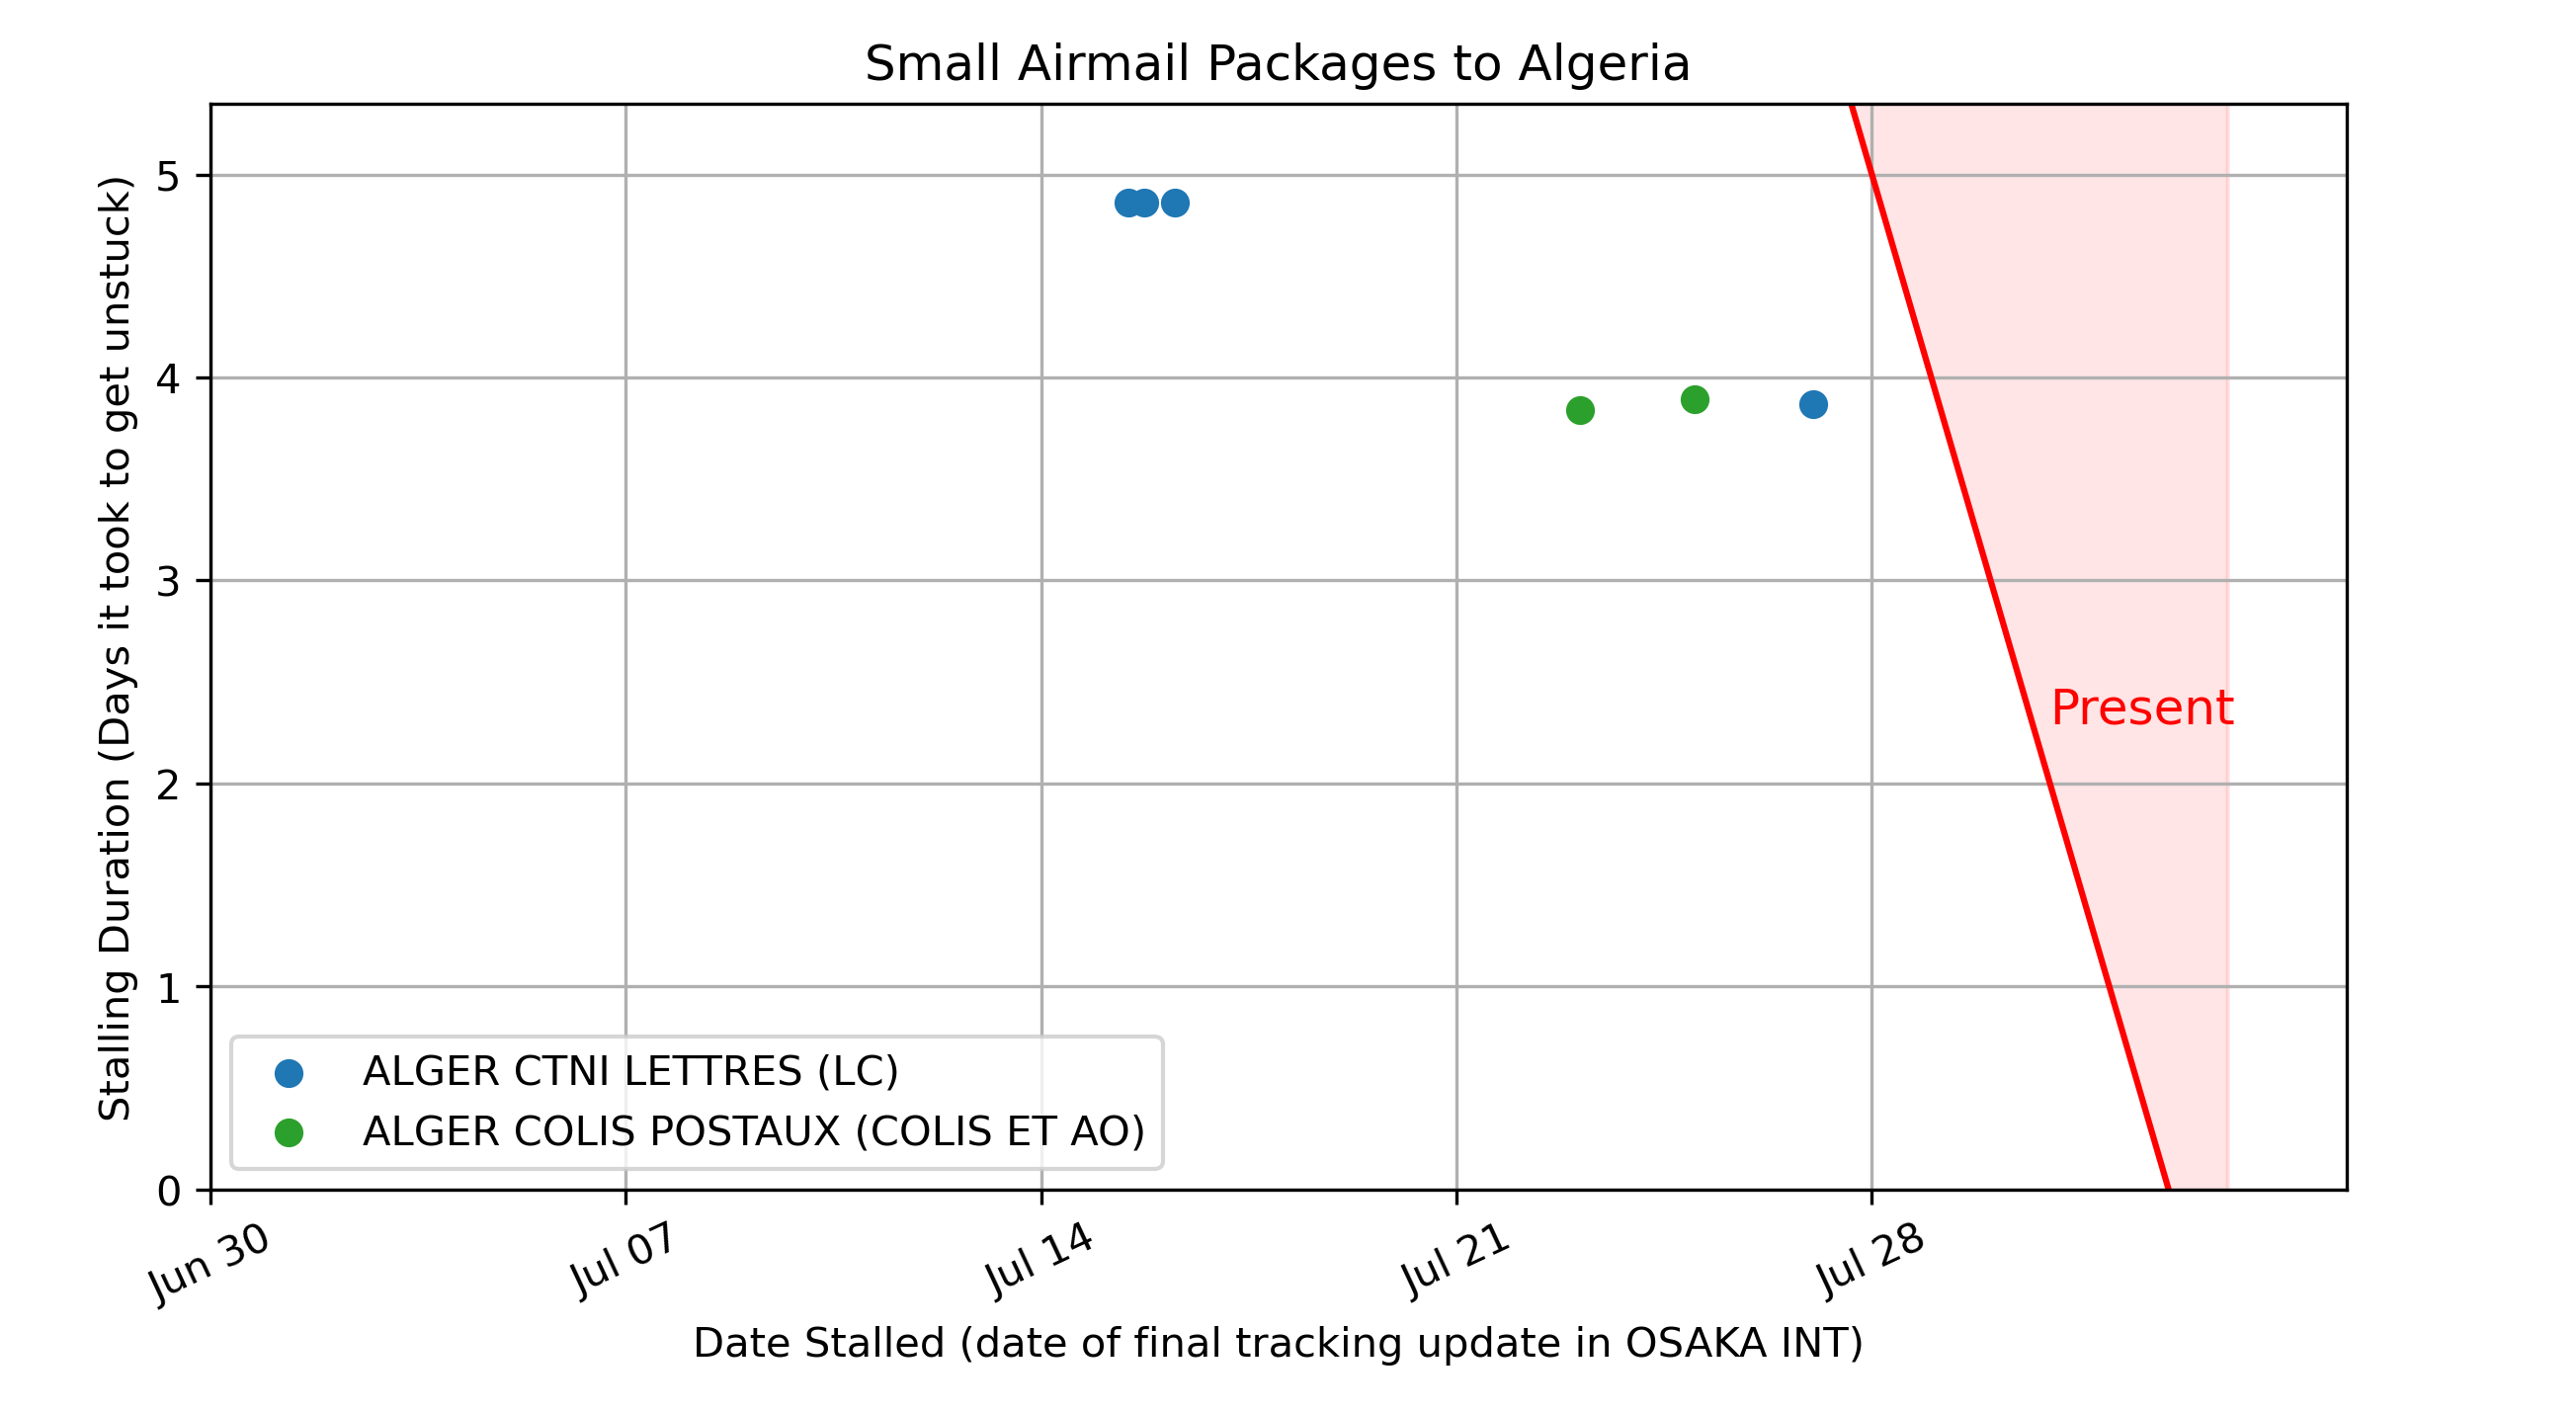 Small Airmail Packages to Algeria
Stalling Duration (Days it took to get unstuck)
5
4
3
2
1
0
Present
ALGER CTNI LETTRES (LC)
ALGER COLIS POSTAUX (COLIS ET AO)
Jun 30
Jul 07
Jul 14
Jul 21
Jul 28
Date Stalled (date of final tracking update in OSAKA INT)